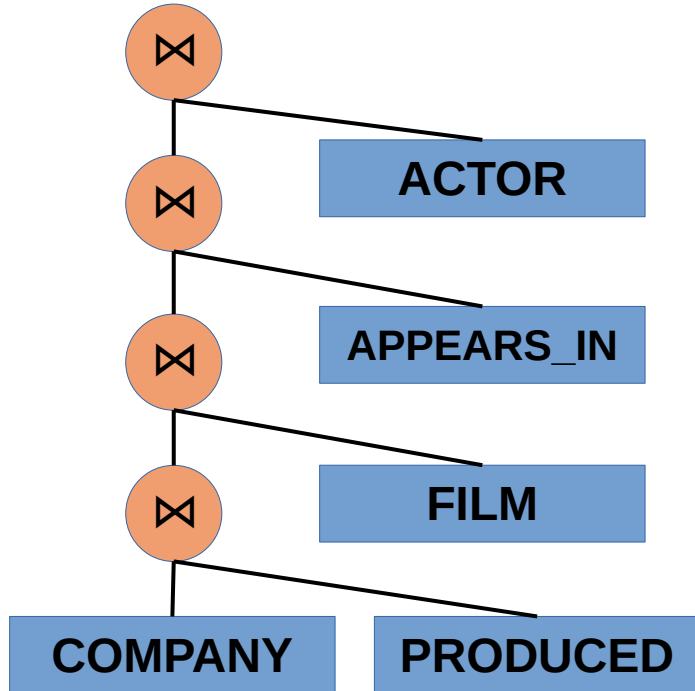 ⋈
ACTOR
⋈
APPEARS_IN
⋈
FILM
⋈
COMPANY PRODUCED